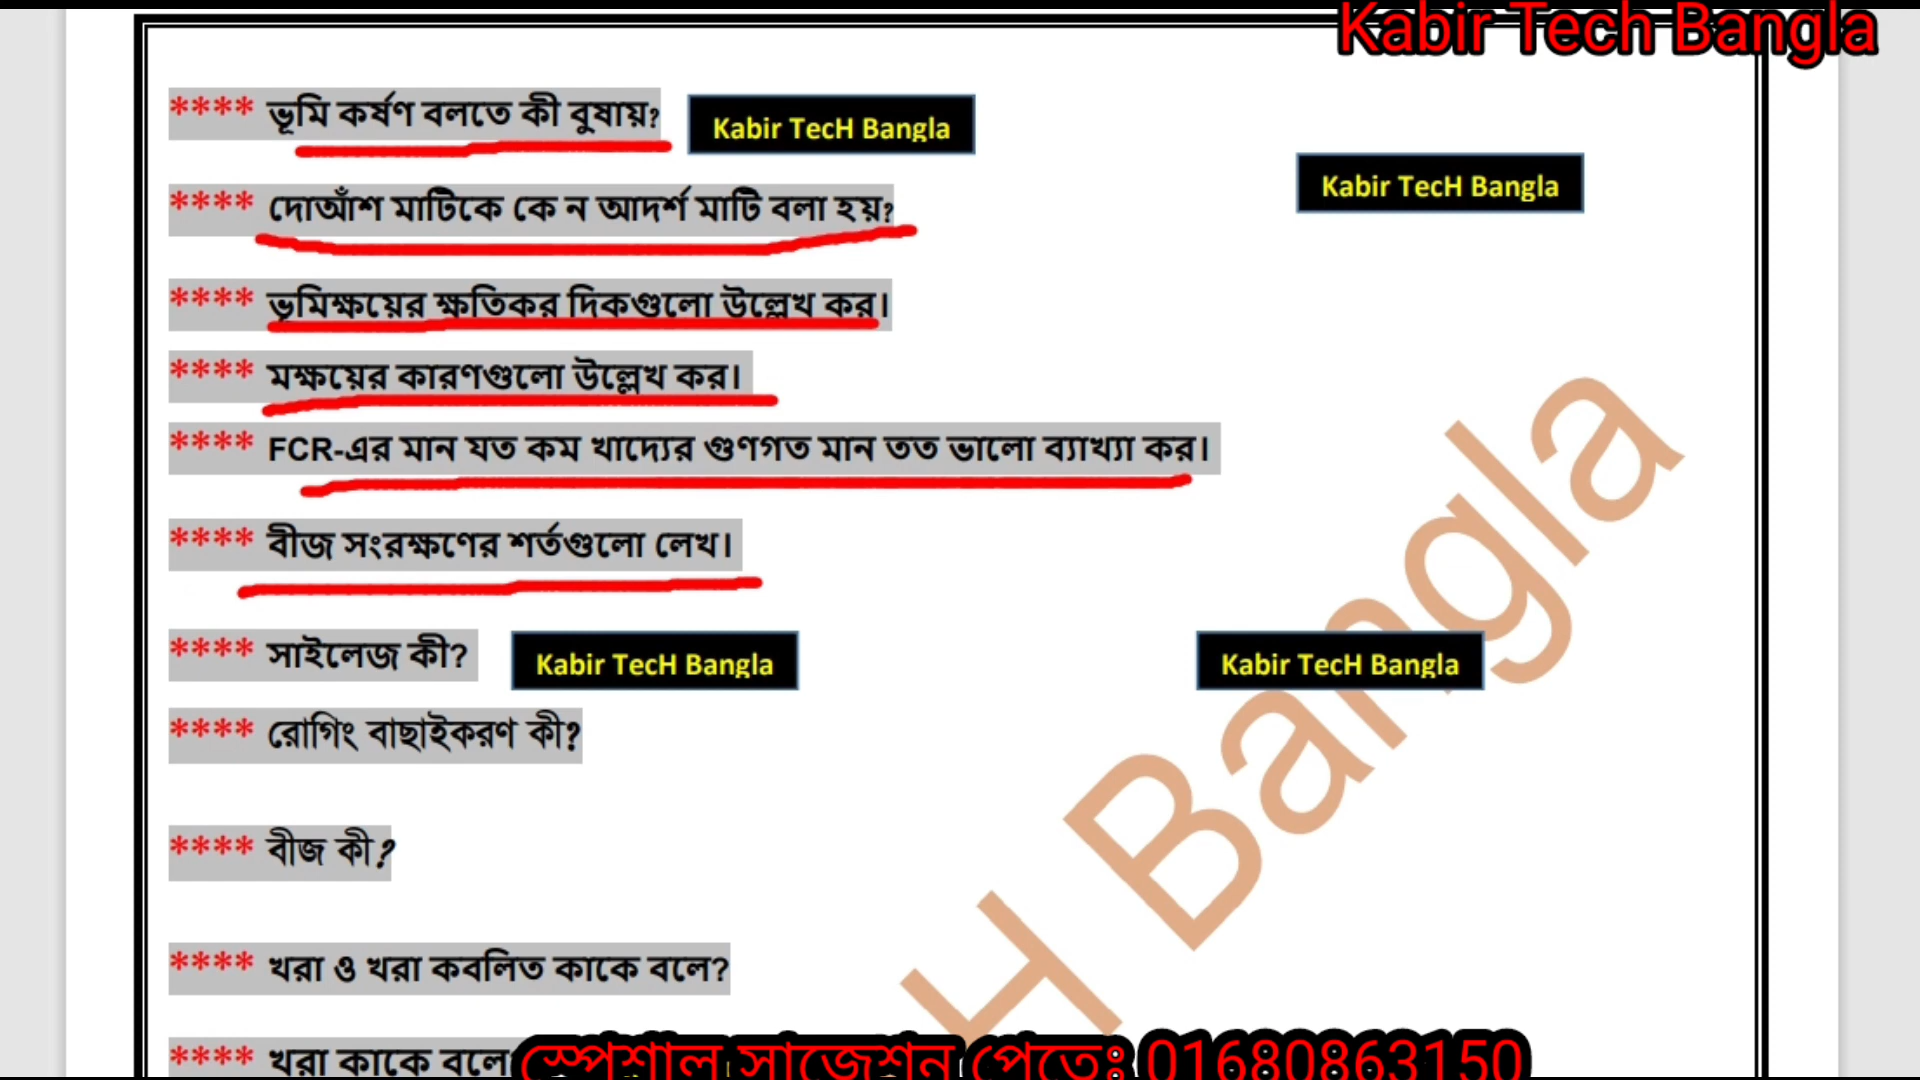 Kabir Tech Bangla
**** ভূমি কর্ষণ বলতে কী বুষায়?
Kabir TecH Bangla
Kabir TecH Bangla
**** দোআঁশ মাটিকে কে ন আদর্শ মাটি বলা হয়?
**** ভূমিক্ষয়ের ক্ষতিকর দিকগুলো উল্লেখ কর।
**** মক্ষয়ের কারণগুলো উল্লেখ কর।
**** FCR-এর মান যত কম খাদ্যের গুণগত মান তত ভালো ব্যাখ্যা কর।
**** বীজ সংরক্ষণের শর্তগুলো লেখ।
**** সাইলেজ কী?
Kabir TecH Bangla
Kabir TecH Bangla
**** রোগিং বাছাইকরণ কী?
**** বীজ কী?
**** খরা ও খরা কবলিত কাকে বলে?
**** খরা কাকে বলে
H Bangla
স্পেশাল সাজেশন পেতেঃ 01680863150